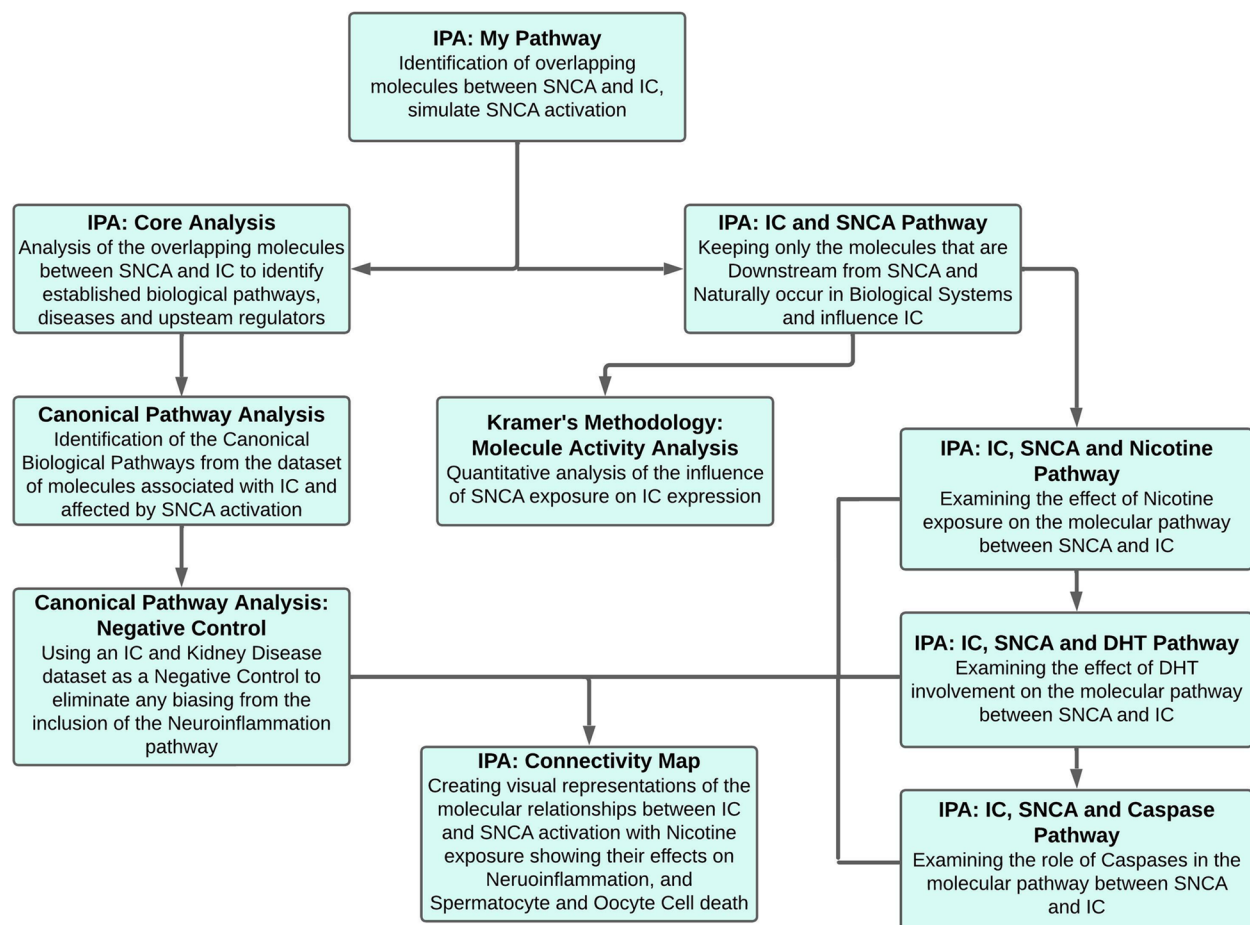 IPA: My Pathway
Identification of overlapping
molecules between SNCA and IC,
simulate SNCA activation
IPA: Core Analysis
Analysis of the overlapping molecules
between SNCA and IC to identify
established biological pathways,
diseases and upsteam regulators
IPA: IC and SNCA Pathway
Keeping only the molecules that are
Downstream from SNCA and
Naturally occur in Biological Systems
and influence IC
Canonical Pathway Analysis
Identification of the Canonical
Biological Pathways from the dataset
of molecules associated with IC and
affected by SNCA activation
Kramer's Methodology:
Molecule Activity Analysis
Quantitative analysis of the influence
of SNCA exposure on IC expression
IPA: IC, SNCA and Nicotine
Pathway
Examining the effect of Nicotine
exposure on the molecular pathway
between SNCA and IC
Canonical Pathway Analysis:
Negative Control
Using an IC and Kidney Disease
dataset as a Negative Control to
eliminate any biasing from the
inclusion of the Neuroinflammation
pathway
IPA: IC, SNCA and DHT Pathway
Examining the effect of DHT
involvement on the molecular pathway
between SNCA and IC
IPA: Connectivity Map
Creating visual representations of the
molecular relationships between IC
and SNCA activation with Nicotine
exposure showing their effects on
Neruoinflammation, and
Spermatocyte and Oocyte Cell death
IPA: IC, SNCA and Caspase
Pathway
Examining the role of Caspases in the
molecular pathway between SNCA
and IC